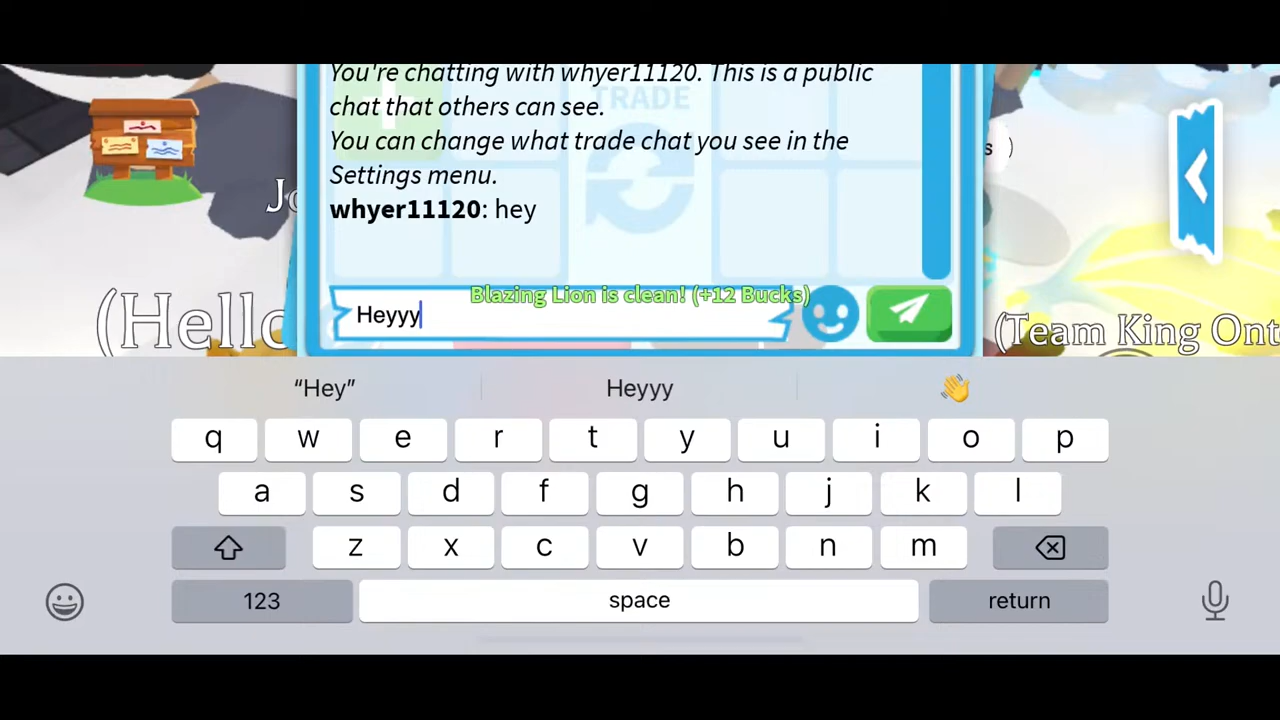 You're chatting with whyer11120. This is a public
TRADE
chat that others can see.
You can change what trade chat you see in the
s )
Settings menu.
whyer11120: hey
Blazing Lion is clean! (+12 Bucks)
Heyyy
(Hello
(Team King Ont
“Hey” Heyyy 👋
q w e r t y u i o p
a s d f g h j k l
z x c v b n m
123 space return